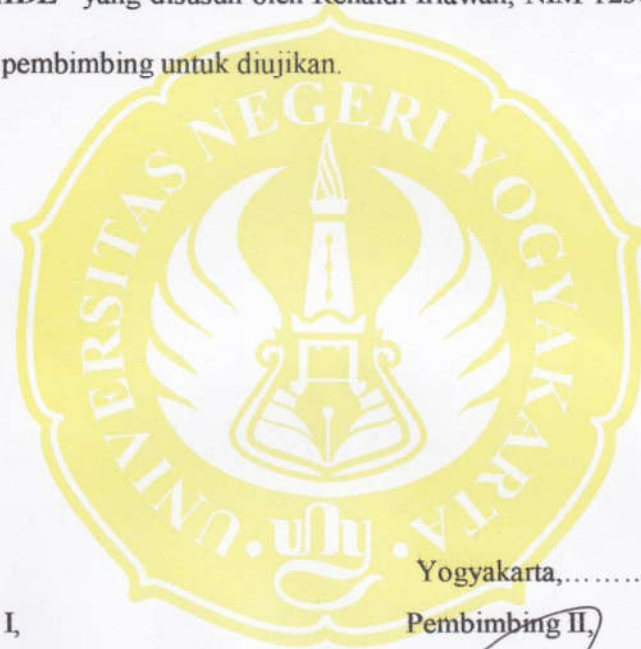 yang disusun oleh
pembimbing untuk diujikan.
UNIVERSITAS NEGERI YOGYAKARTA
uny
Yogyakarta,.........
I,
Pembimbing II,